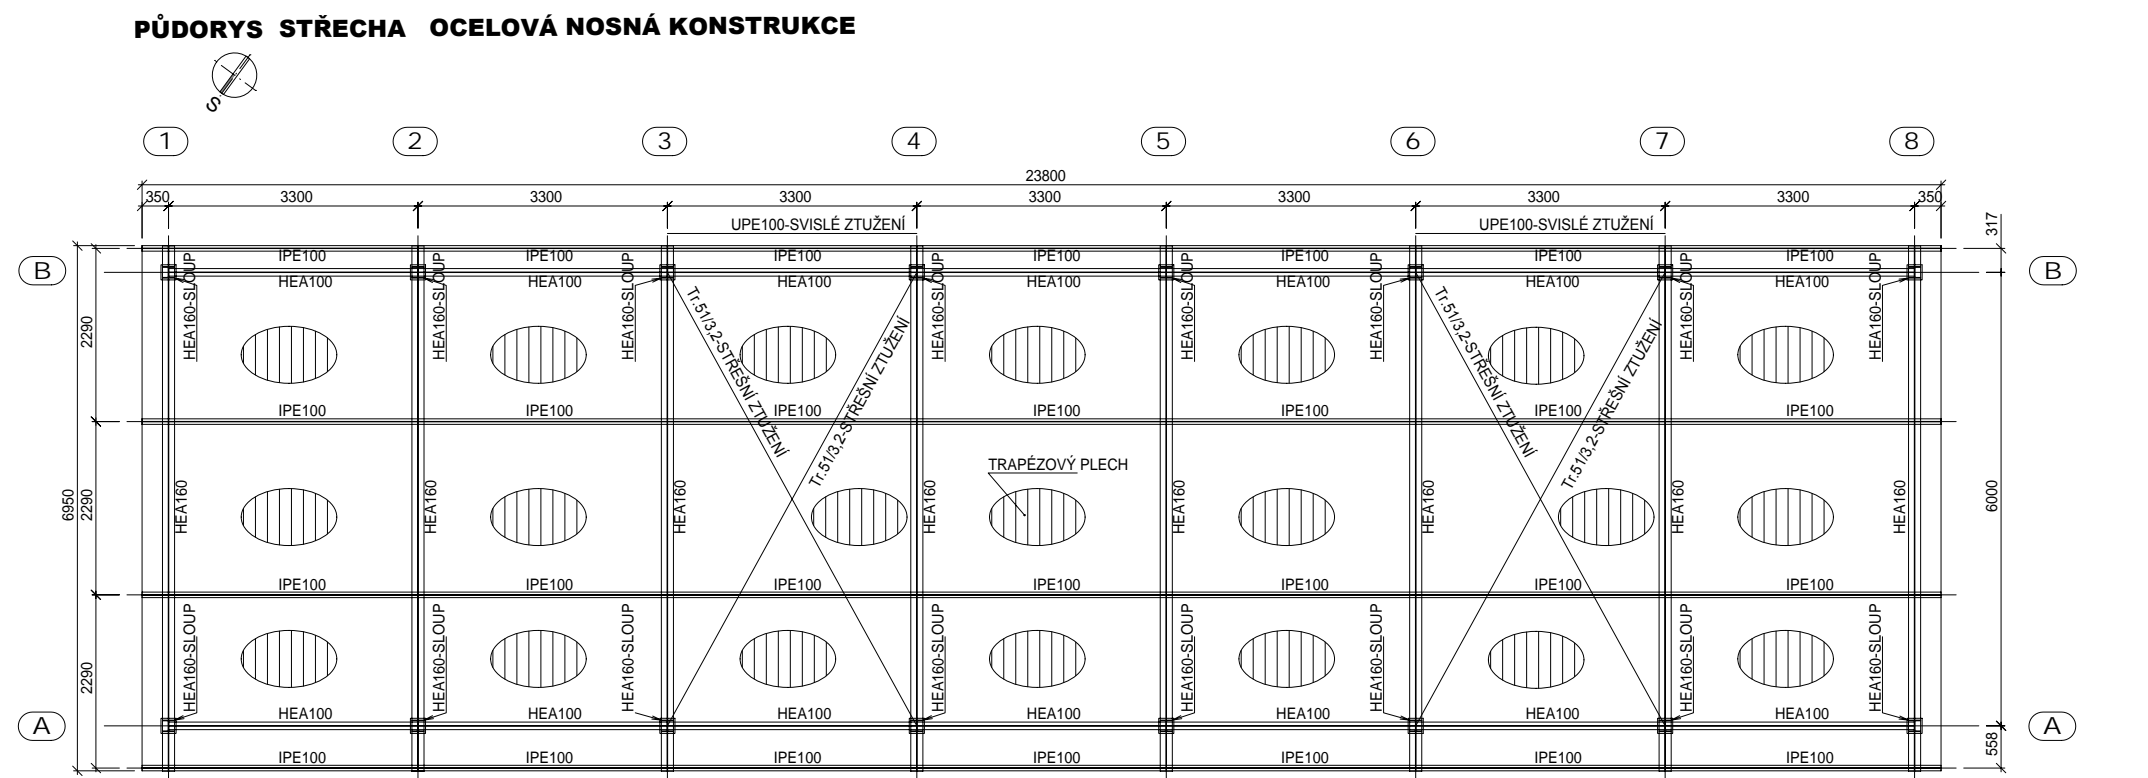 PŮDORYS STŘECHA OCELOVÁ NOSNÁ KONSTRUKCE
S
1 2 3 4 5 6 7 8
23800
350 3300 3300 3300 3300 3300 3300 3300 350
UPE100-SVISLÉ ZTUŽENÍ UPE100-SVISLÉ ZTUŽENÍ
317
IPE100 IPE100 IPE100 IPE100 IPE100 IPE100 IPE100
B B
HEA100 HEA100 HEA100 HEA100 HEA100 HEA100 HEA100
HEA160-SLOUP HEA160-SLOUP HEA160-SLOUP HEA160-SLOUP HEA160-SLOUP HEA160-SLOUP HEA160-SLOUP HEA160-SLOUP
Tr.51/3,2-STŘEŠNÍ ZTUŽENÍ Tr.51/3,2-STŘEŠNÍ ZTUŽENÍ Tr.51/3,2-STŘEŠNÍ ZTUŽENÍ Tr.51/3,2-STŘEŠNÍ ZTUŽENÍ
2290
IPE100 IPE100 IPE100 IPE100 IPE100 IPE100 IPE100
TRAPÉZOVÝ PLECH
6950 2290
HEA160 HEA160 HEA160 HEA160 HEA160 HEA160 HEA160 HEA160
6000
IPE100 IPE100 IPE100 IPE100 IPE100 IPE100 IPE100
HEA160-SLOUP HEA160-SLOUP HEA160-SLOUP HEA160-SLOUP HEA160-SLOUP HEA160-SLOUP HEA160-SLOUP HEA160-SLOUP
2290
HEA100 HEA100 HEA100 HEA100 HEA100 HEA100 HEA100
A A
558
IPE100 IPE100 IPE100 IPE100 IPE100 IPE100 IPE100